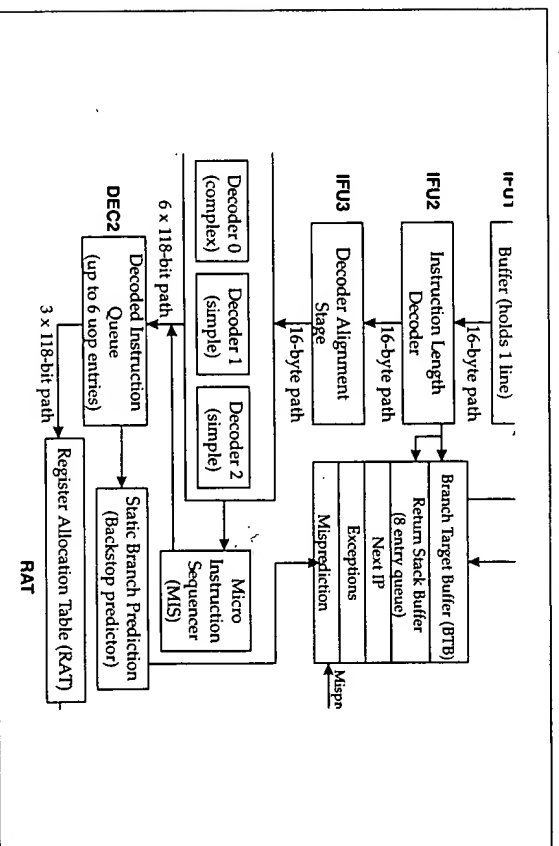 IFU1
Buffer (holds 1 line)
16-byte path
IFU2
Instruction Length
Decoder
16-byte path
IFU3
Decoder Alignment
Stage
16-byte path
Branch Target Buffer (BTB)
Return Stack Buffer
(8 entry queue)
Next IP
Exceptions
Misprediction
Mispr
Decoder 0
(complex)
Decoder 1
(simple)
Decoder 2
(simple)
6 x 118-bit path
Micro
Instruction
Sequencer
(MIS)
DEC2
Decoded Instruction
Queue
(up to 6 uop entries)
Static Branch Prediction
(Backstop predictor)
3 x 118-bit path
Register Allocation Table (RAT)
RAT